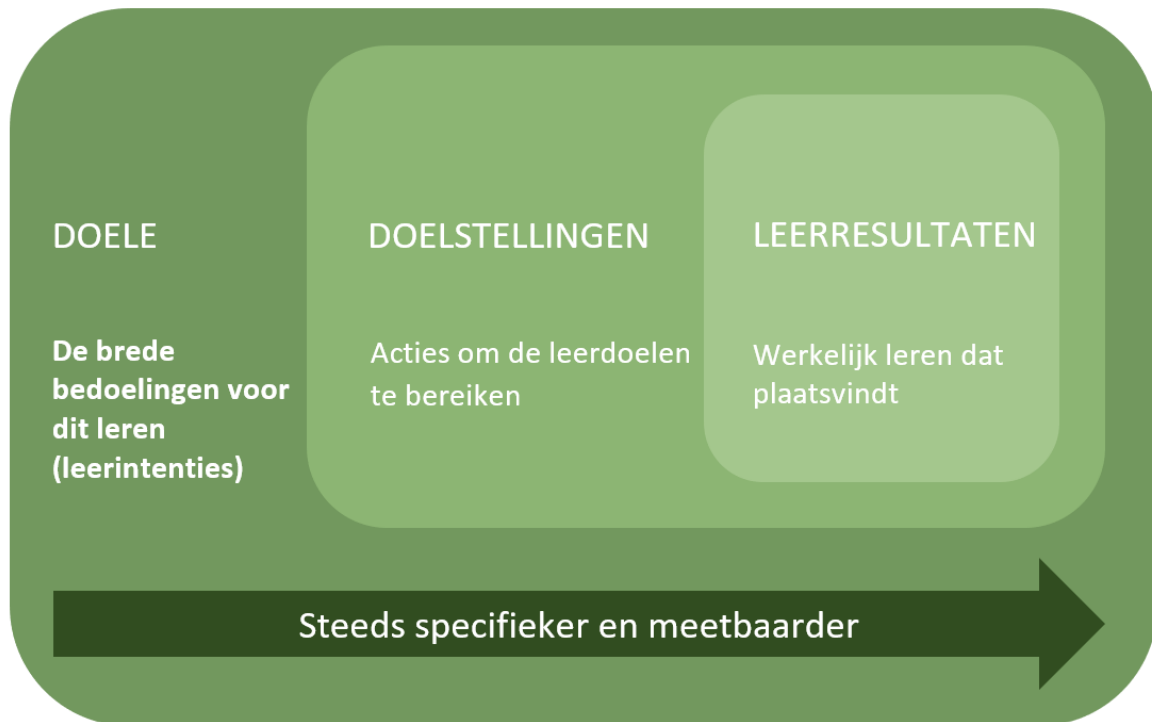 DOELE
De brede
bedoelingen voor
dit leren
(leerintenties)
DOELSTELLINGEN
Acties om de leerdoelen
te bereiken
LEERRESULTATEN
Werkelijk leren dat
plaatsvindt
Steeds specifieker en meetbaarder